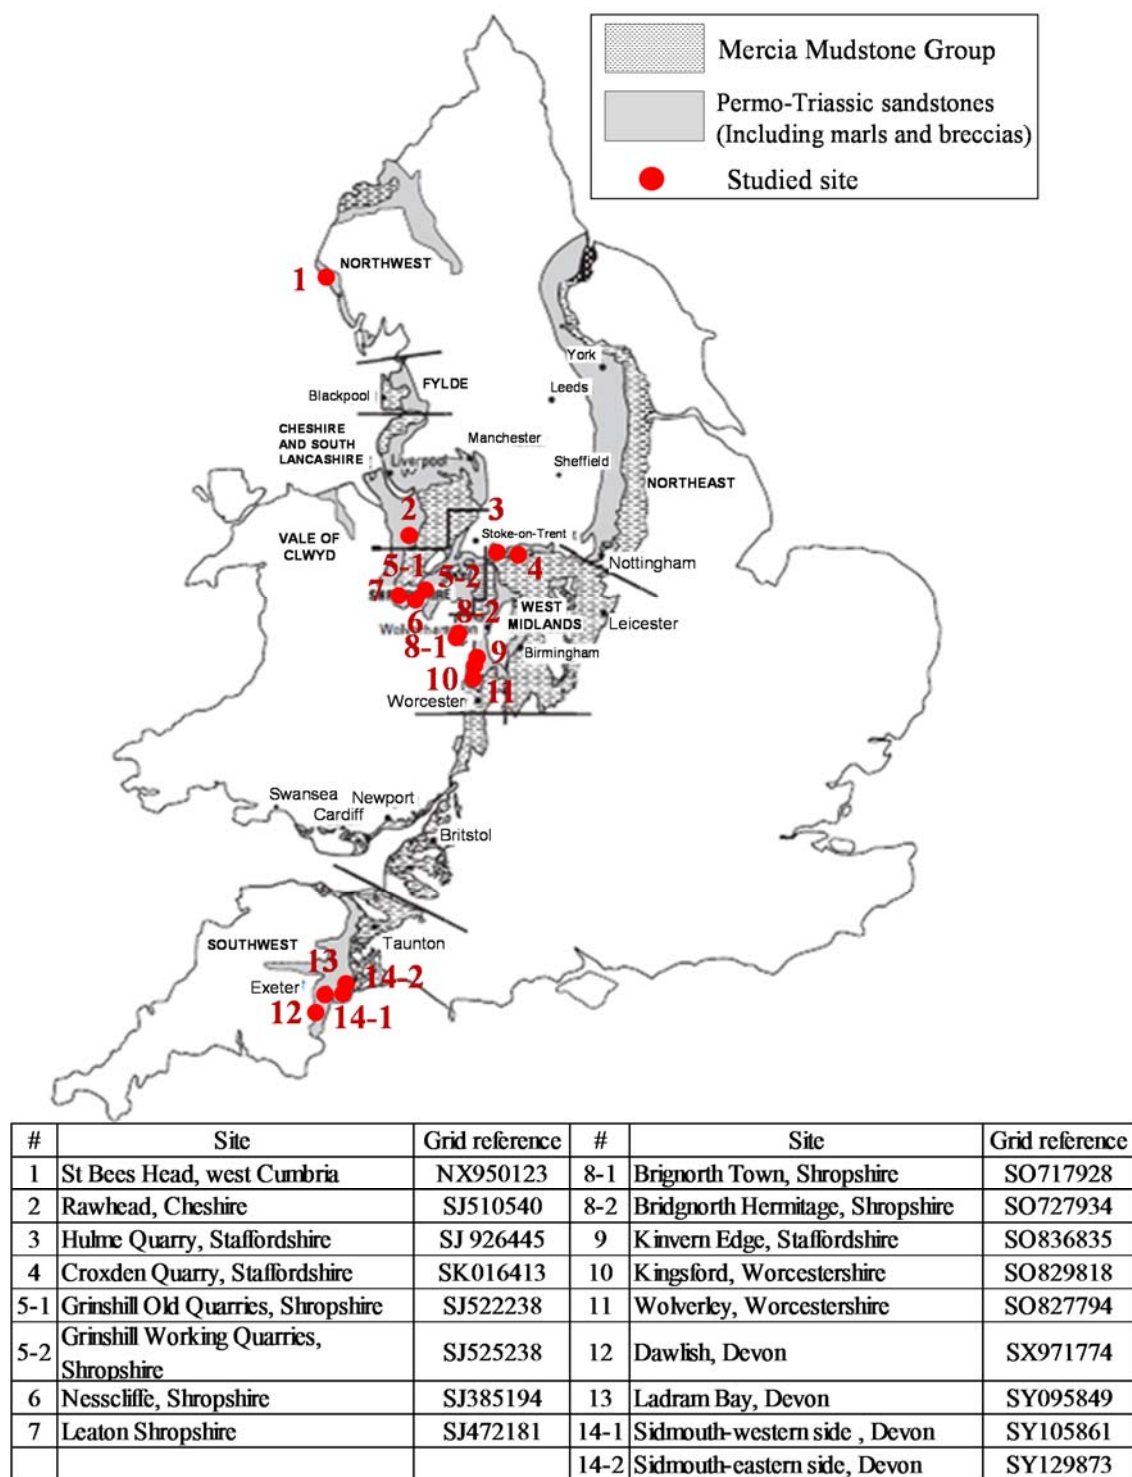 Mercia Mudstone Group
Permo-Triassic sandstones
(Including marls and breccias)
Studied site
1
NORTHWEST
York
Leeds
Blackpool
FYLDE
CHESHIRE
AND SOUTH
LANCASHIRE
Manchester
Liverpool
Sheffield
NORTHEAST
2
3
VALE OF
CLWYD
Stoke-on-Trent
4
Nottingham
5-1
5-2
7
6
8-2
WEST
MIDLANDS
Leicester
8-1
9
Birmingham
10
11
Worcester
Swansea
Newport
Cardiff
Britstol
SOUTHWEST
Taunton
13
14-2
Exeter
12
14-1
# Site Grid reference # Site Grid reference
1 St Bees Head, west Cumbria NX950123 8-1 Brignorth Town, Shropshire SO717928
2 Rawhead, Cheshire SJ510540 8-2 Bridgnorth Hermitage, Shropshire SO727934
3 Hulme Quarry, Staffordshire SJ 926445 9 Kinvern Edge, Staffordshire SO836835
4 Croxden Quarry, Staffordshire SK016413 10 Kingsford, Worcestershire SO829818
5-1 Grinshill Old Quarries, Shropshire SJ522238 11 Wolverley, Worcestershire SO827794
5-2 Grinshill Working Quarries,
Shropshire SJ525238 12 Dawlish, Devon SX971774
6 Nesscliffe, Shropshire SJ385194 13 Ladram Bay, Devon SY095849
7 Leaton Shropshire SJ472181 14-1 Sidmouth-western side , Devon SY105861
14-2 Sidmouth-eastern side, Devon SY129873